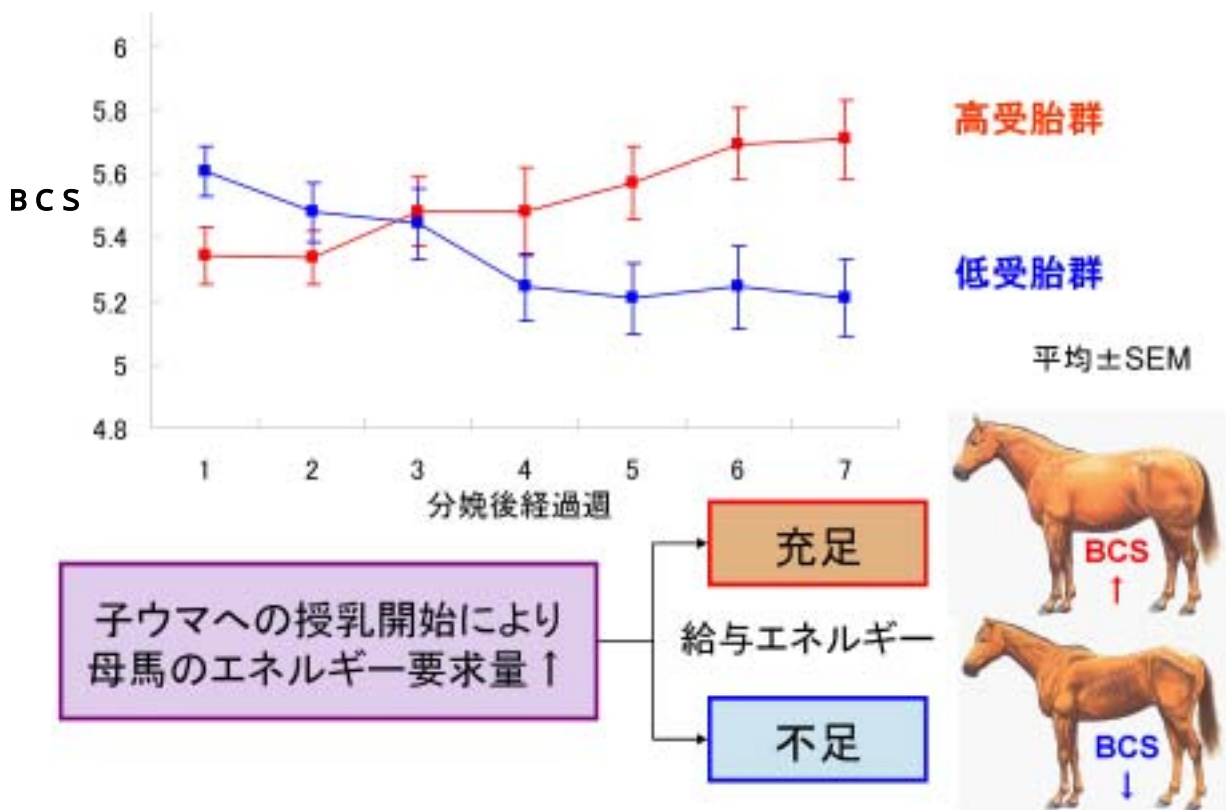 6
5.8
5.6
5.4
5.2
5
4.8
BCS
1 2 3 4 5 6 7
分娩後経過週
高受胎群
低受胎群
平均±SEM
子ウマへの授乳開始により
母馬のエネルギー要求量↑
充足
給与エネルギー
不足
BCS
↑
BCS
↓